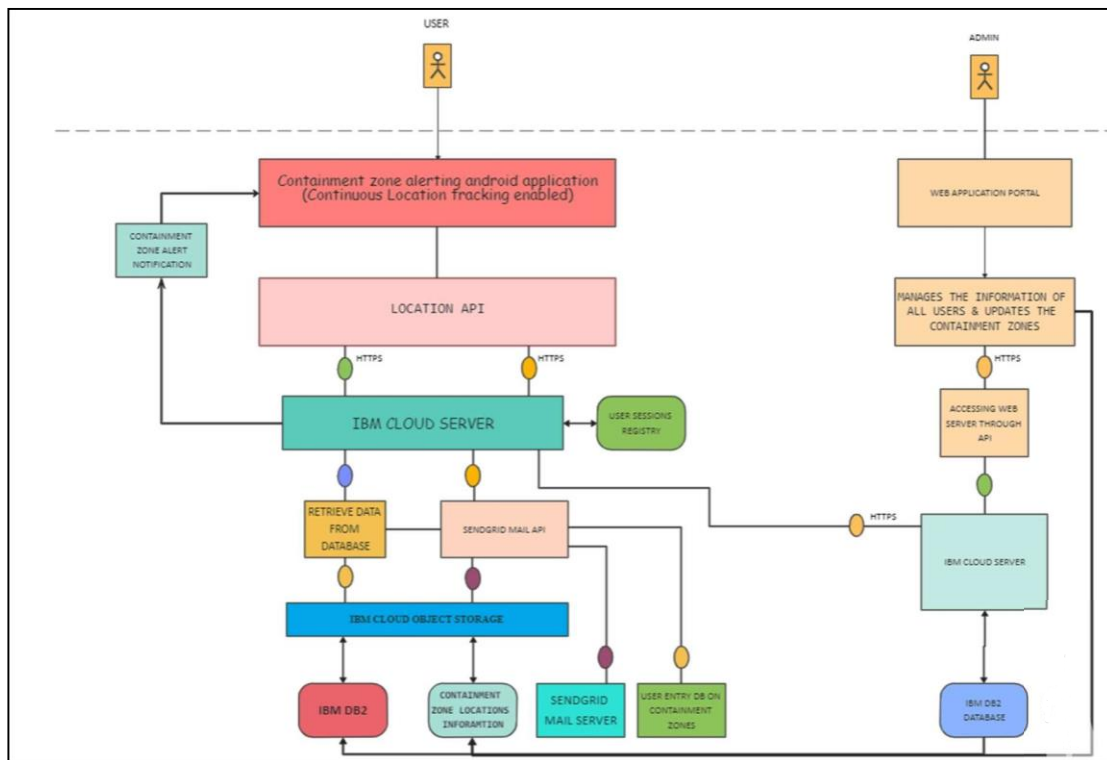 USER
ADMIN
Containment zone alerting android application
(Continuous Location tracking enabled)
WEB APPLICATION PORTAL
CONTAINMENT
ZONE ALERT
NOTIFICATION
LOCATION API
MANAGES THE INFORMATION OF
ALL USERS & UPDATES THE
CONTAINMENT ZONES
HTTPS
HTTPS
HTTPS
IBM CLOUD SERVER
USER SESSIONS
REGISTRY
ACCESSING WEB
SERVER THROUGH
API
RETRIEVE DATA
FROM
DATABASE
SENDGRID MAIL API
HTTPS
IBM CLOUD SERVER
IBM CLOUD OBJECT STORAGE
IBM DB2
CONTAINMENT
ZONE LOCATIONS
INFORAMTION
SENDGRID
MAIL SERVER
USER ENTRY DB ON
CONTAINMENT
ZONES
IBM DB2
DATABASE